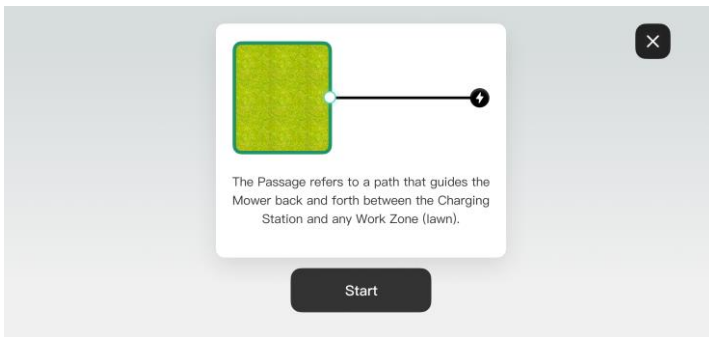 The Passage refers to a path that guides the
Mower back and forth between the Charging
Station and any Work Zone (lawn).
Start